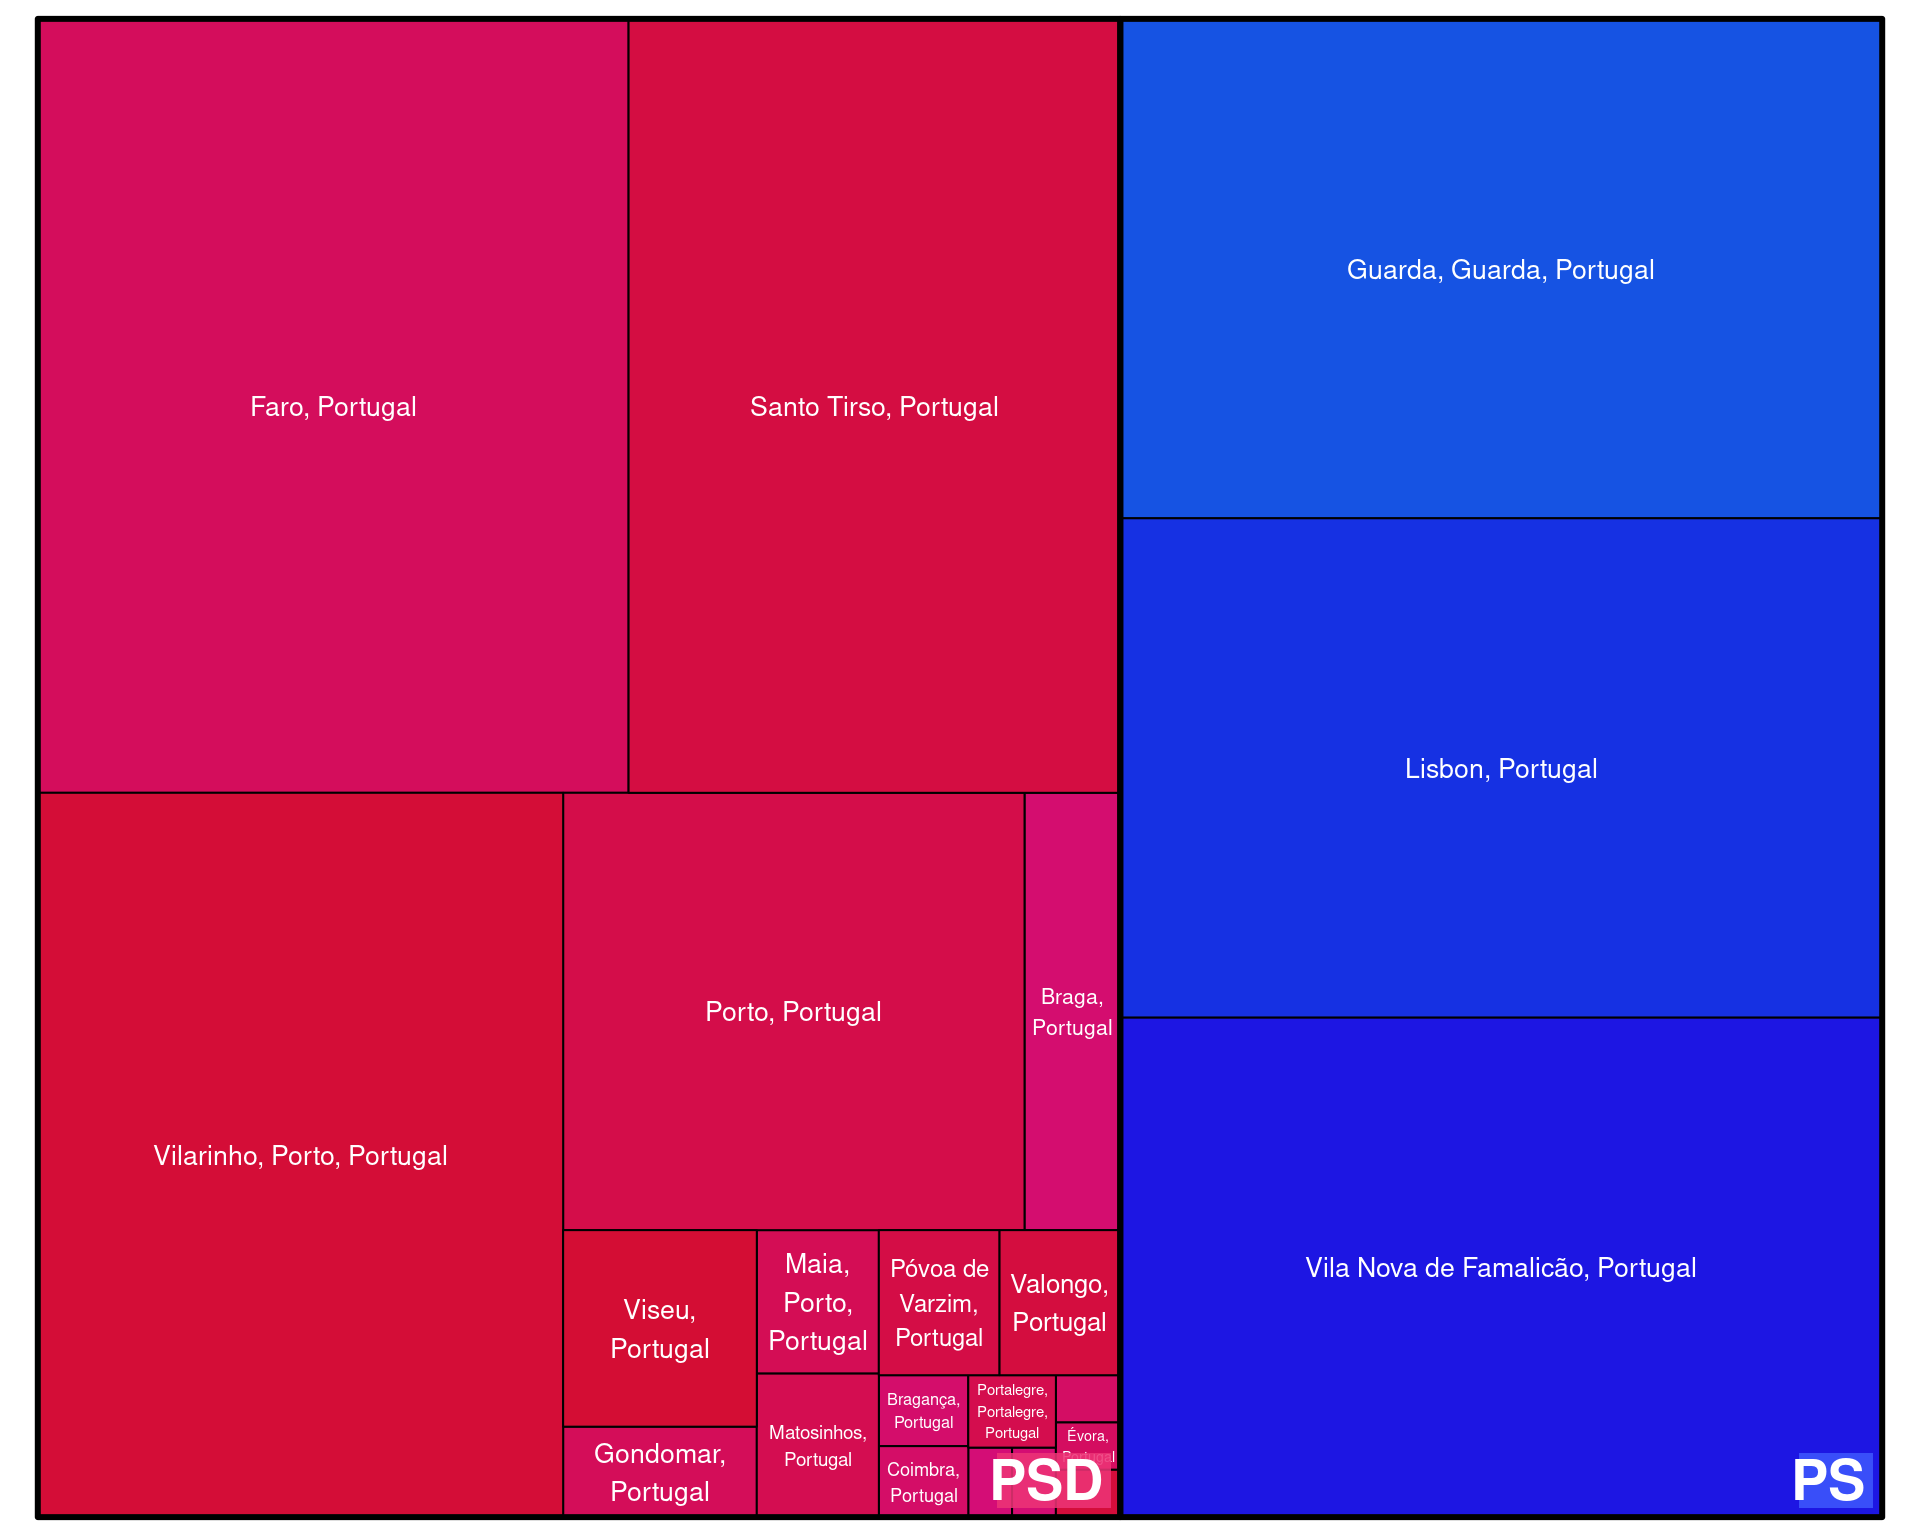 Faro, Portugal
Santo Tirso, Portugal
Guarda, Guarda, Portugal
Lisbon, Portugal
Vilarinho, Porto, Portugal
Porto, Portugal
Braga,
Portugal
Vila Nova de Famalicão, Portugal
Viseu,
Portugal
Maia,
Porto,
Portugal
Póvoa de
Varzim,
Portugal
Valongo,
Portugal
Gondomar,
Portugal
Matosinhos,
Portugal
Bragança,
Portugal
Portalegre,
Portalegre,
Portugal
Évora,
Portugal
Coimbra,
Portugal
PSD
PS